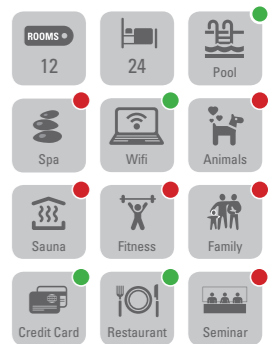 ROOMS
12
24
Pool
Spa
Wifi
Animals
Sauna
Fitness
Family
Credit Card
Restaurant
Seminar